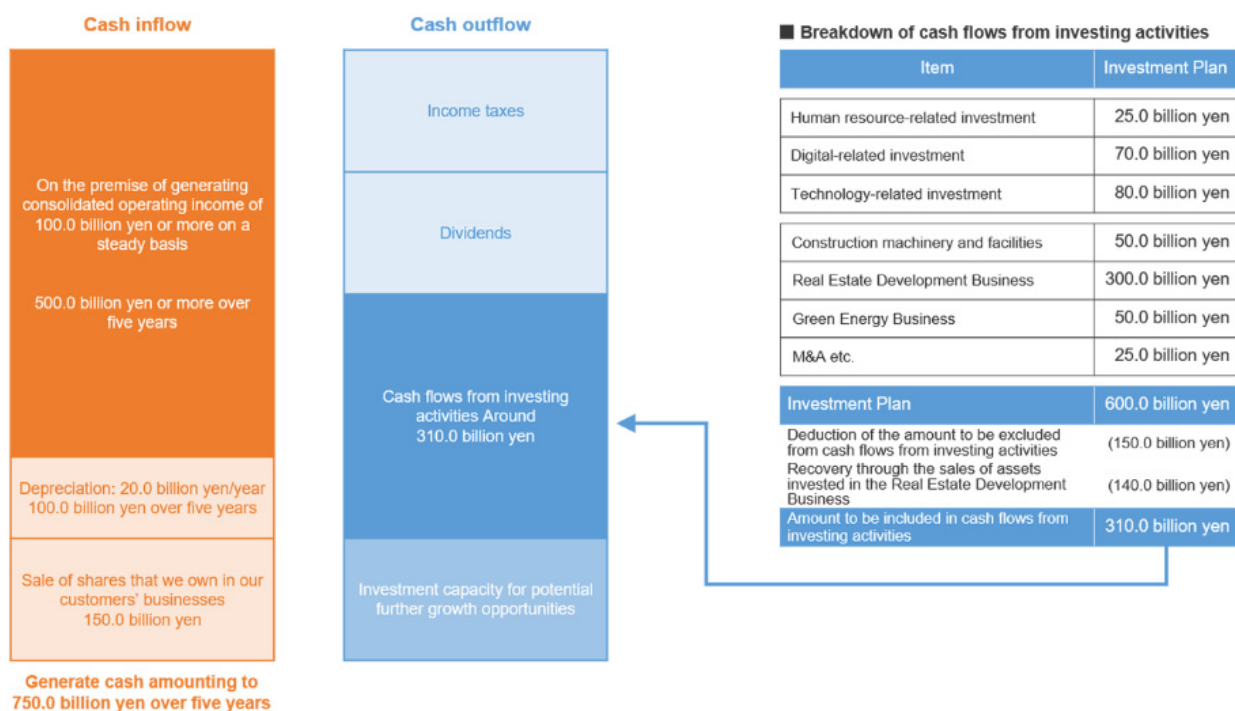 Cash inflow
On the premise of generating
consolidated operating income of
100.0 billion yen or more on a
steady basis
500.0 billion yen or more over
five years
Depreciation: 20.0 billion yen/year
100.0 billion yen over five years
Sale of shares that we own in our
customers' businesses
150.0 billion yen
Generate cash amounting to
750.0 billion yen over five years
Cash outflow
Income taxes
Dividends
Cash flows from investing
activities Around
310.0 billion yen
Investment capacity for potential
further growth opportunities
■ Breakdown of cash flows from investing activities
Item Investment Plan
Human resource-related investment 25.0 billion yen
Digital-related investment 70.0 billion yen
Technology-related investment 80.0 billion yen
Construction machinery and facilities 50.0 billion yen
Real Estate Development Business 300.0 billion yen
Green Energy Business 50.0 billion yen
M&A etc. 25.0 billion yen
Investment Plan 600.0 billion yen
Deduction of the amount to be excluded
from cash flows from investing activities (150.0 billion yen)
Recovery through the sales of assets
invested in the Real Estate Development (140.0 billion yen)
Business
Amount to be included in cash flows from
investing activities 310.0 billion yen